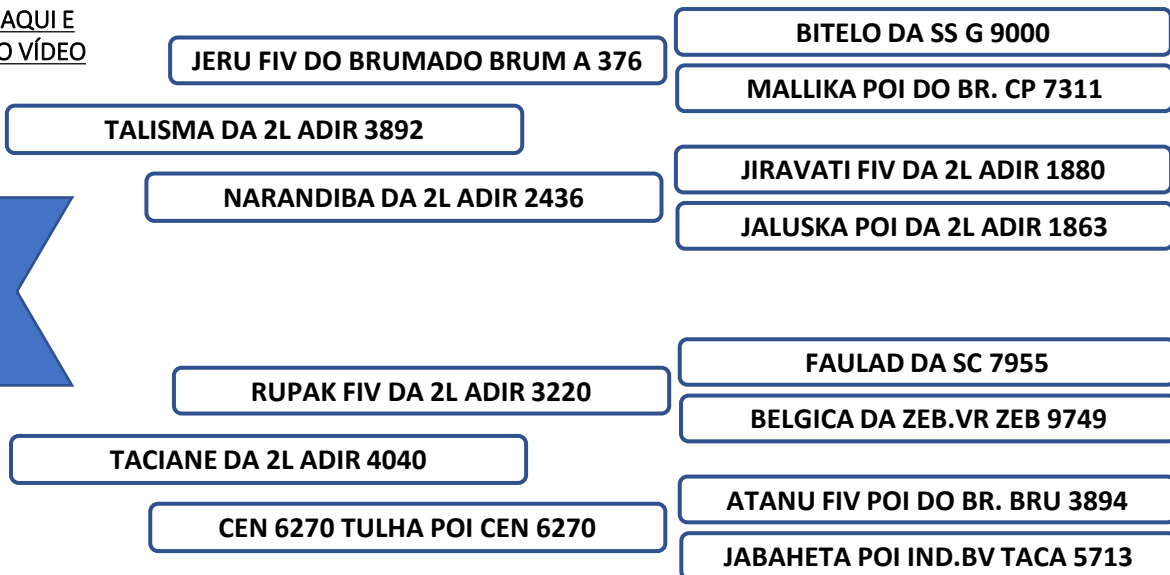 AQUI E
O VÍDEO
BITELO DA SS G 9000
JERU FIV DO BRUMADO BRUM A 376
MALLIKA POI DO BR. CP 7311
TALISMA DA 2L ADIR 3892
JIRAVATI FIV DA 2L ADIR 1880
NARANDIBA DA 2L ADIR 2436
JALUSKA POI DA 2L ADIR 1863
FAULAD DA SC 7955
RUPAK FIV DA 2L ADIR 3220
BELGICA DA ZEB.VR ZEB 9749
TACIANE DA 2L ADIR 4040
ATANU FIV POI DO BR. BRU 3894
CEN 6270 TULHA POI CEN 6270
JABAHETA POI IND.BV TACA 5713